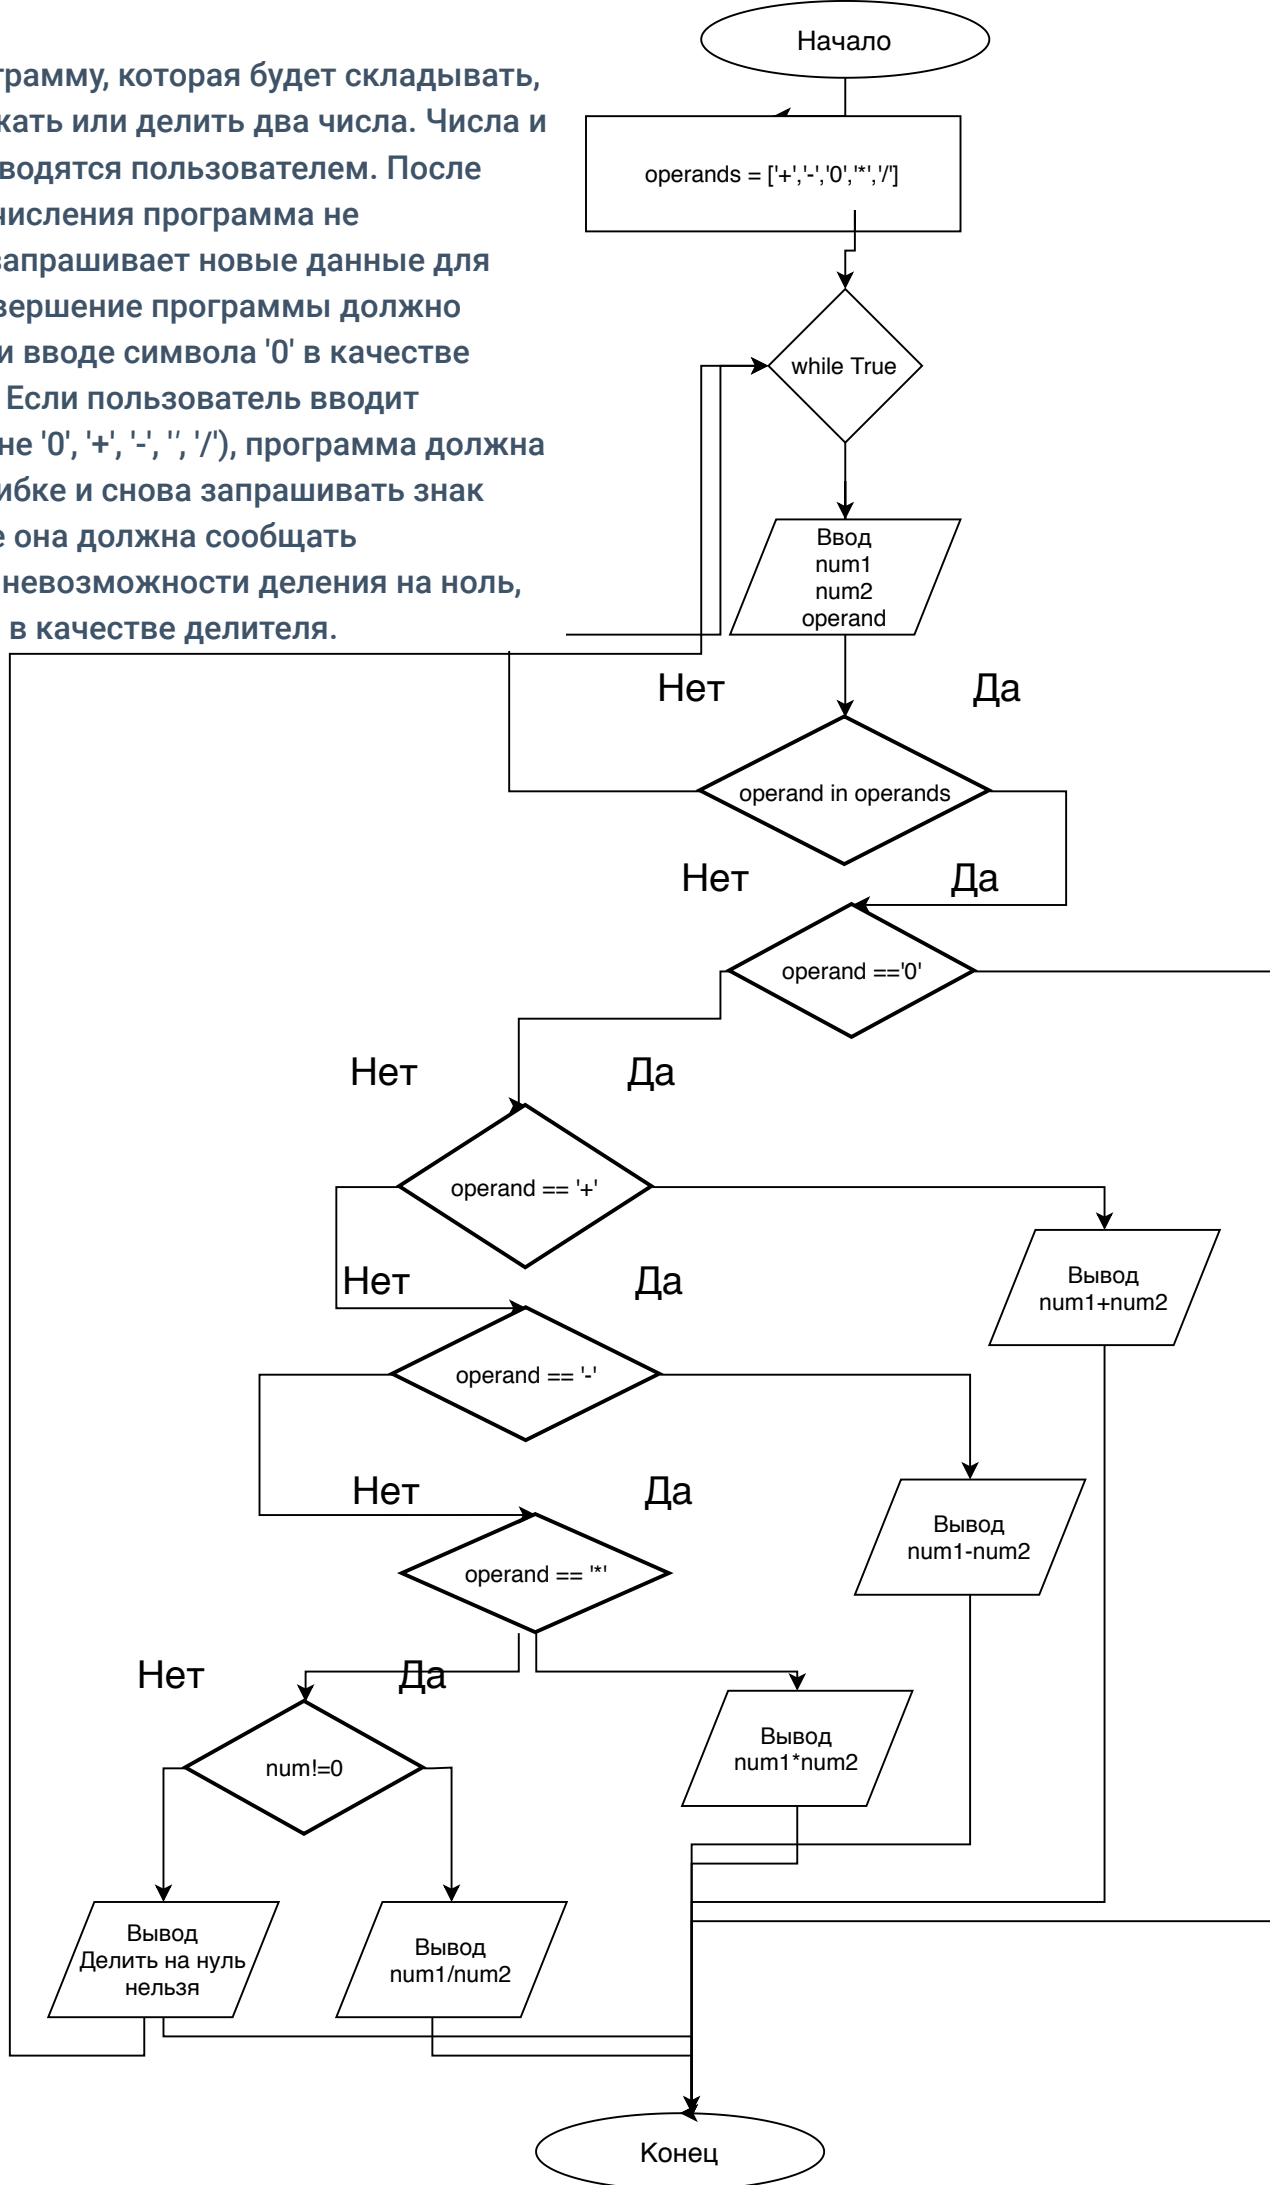 Начало
грамму, которая будет складывать,
кать или делить два числа. Числа и
водятся пользователем. После
числения программа не
запрашивает новые данные для
вершение программы должно
и вводе символа '0' в качестве
Если пользователь вводит
не '0', '+', '-', '', '/'), программа должна
ибке и снова запрашивать знак
е она должна сообщать
невозможности деления на ноль,
в качестве делителя.
operands = ['+','-','0','*','/']
while True
Ввод
num1
num2
operand
Нет
Да
operand in operands
Нет
Да
operand =='0'
Нет
Да
operand == '+'
Вывод
num1+num2
Нет
Да
operand == '-'
Нет
Да
Вывод
num1-num2
operand == '*'
Нет
Да
num!=0
Вывод
num1*num2
Вывод
Делить на нуль
нельзя
Вывод
num1/num2
Конец